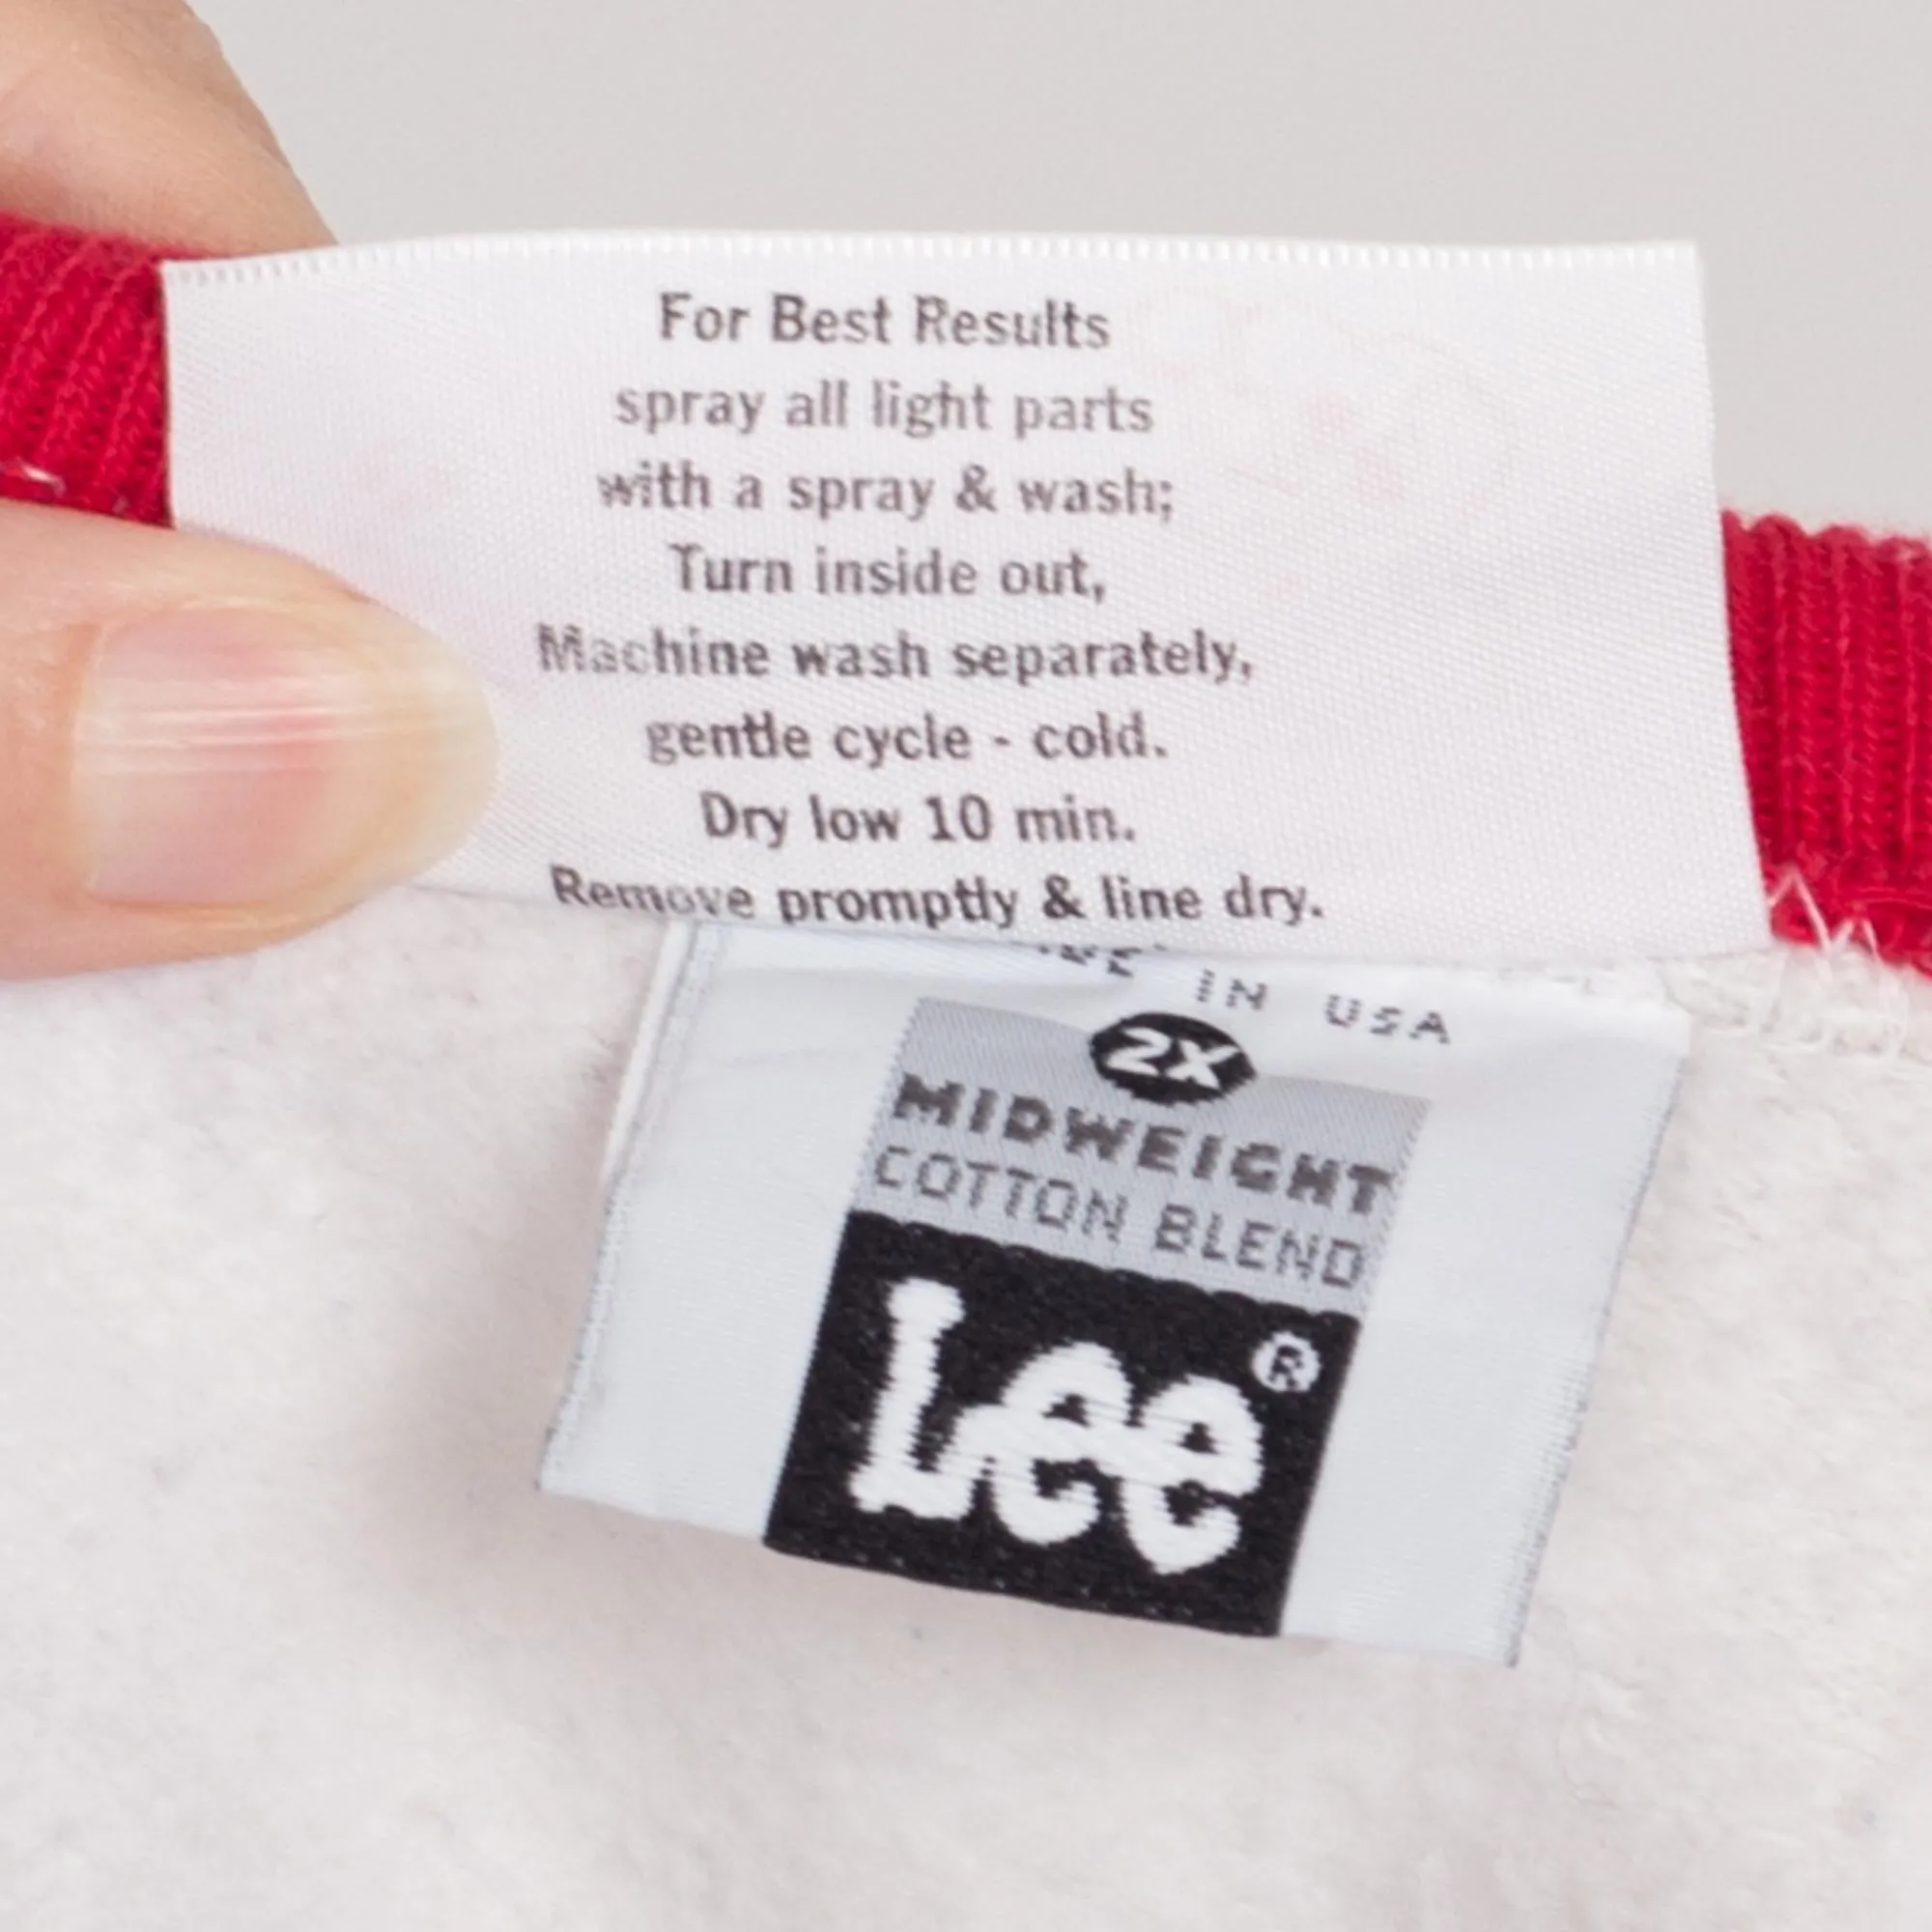 For Best Results
spray all light parts
with a spray & wash;
Turn inside out,
Machine wash separately,
gentle cycle - cold.
Dry low 10 min.
Remove promptly & line dry.
IN USA
2X
MIDWEIGHT
COTTON BLEND
Lee®